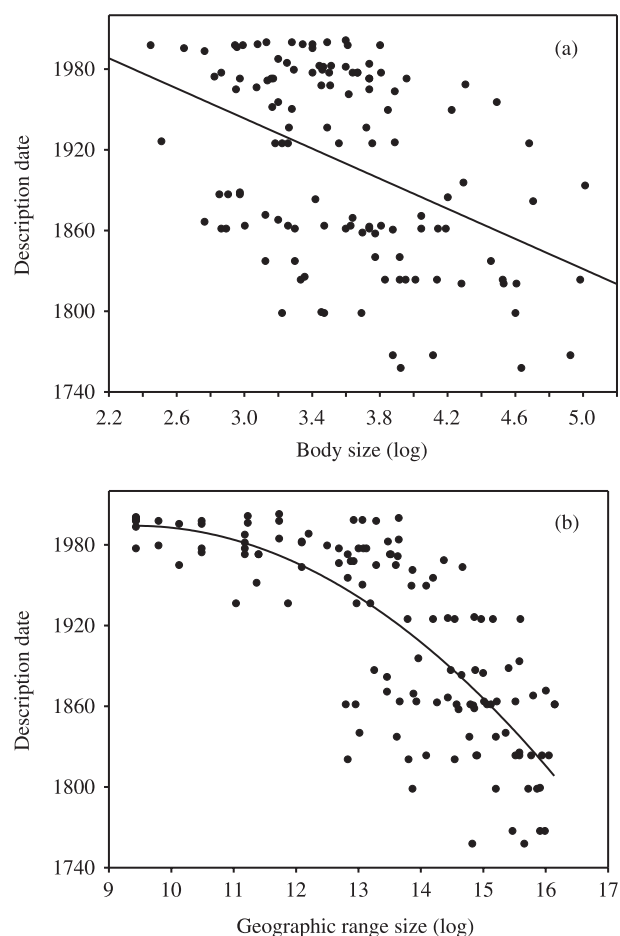 (a)
1980
1920
1860
1800
1740
Description date
2.2 2.6 3.0 3.4 3.8 4.2 4.6 5.0
Body size (log)
(b)
1980
1920
1860
1800
1740
Description date
9 10 11 12 13 14 15 16 17
Geographic range size (log)